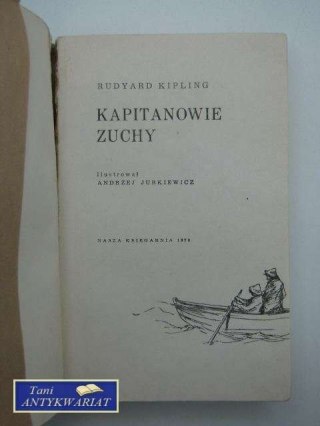 RUDYARD KIPLING
KAPITANOWIE
ZUCHY
ilustrował
ANDRZEJ JURKIEWICZ
NASZA KSIĘGARNIA
Tani
ANTYKWARIAT